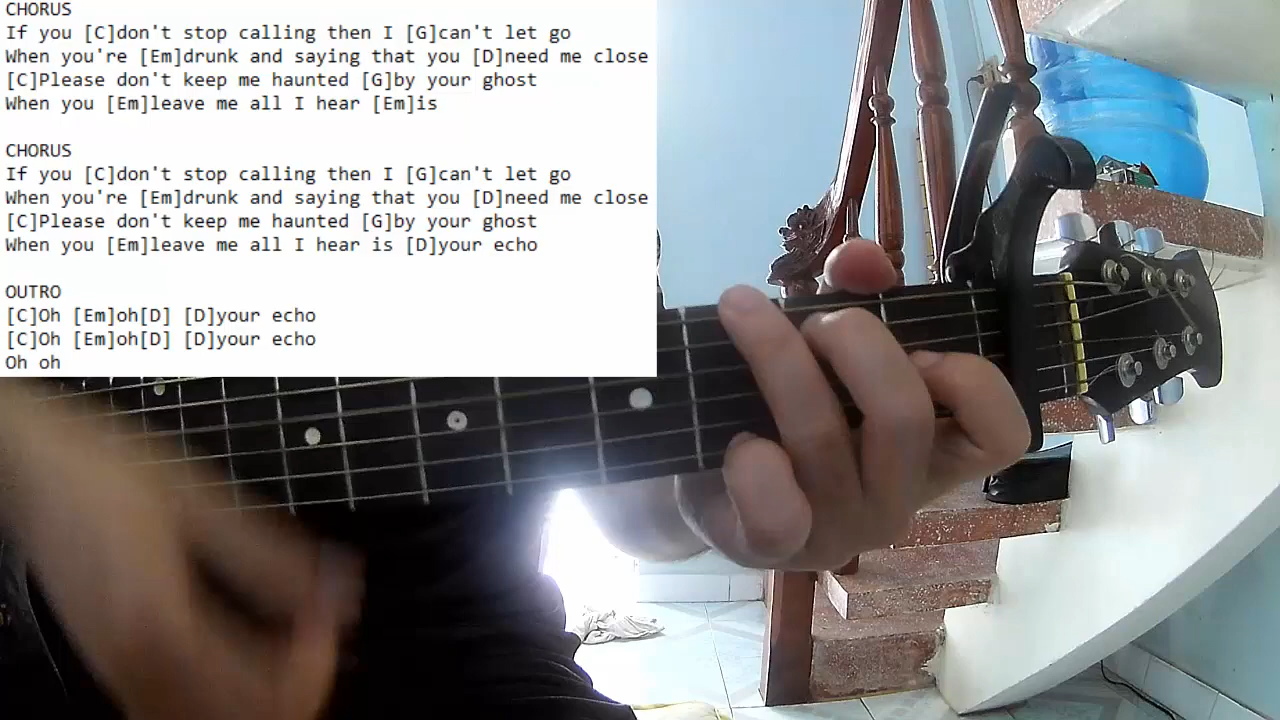 CHORUS
If you [C]don't stop calling then I [G]can't let go
When you're [Em]drunk and saying that you [D]need me close
[C]Please don't keep me haunted [G]by your ghost
When you [Em]leave me all I hear [Em]is
CHORUS
If you [C]don't stop calling then I [G]can't let go
When you're [Em]drunk and saying that you [D]need me close
[C]Please don't keep me haunted [G]by your ghost
When you [Em]leave me all I hear is [D]your echo
OUTRO
[C]Oh [Em]oh[D] [D]your echo
[C]Oh [Em]oh[D] [D]your echo
Oh oh